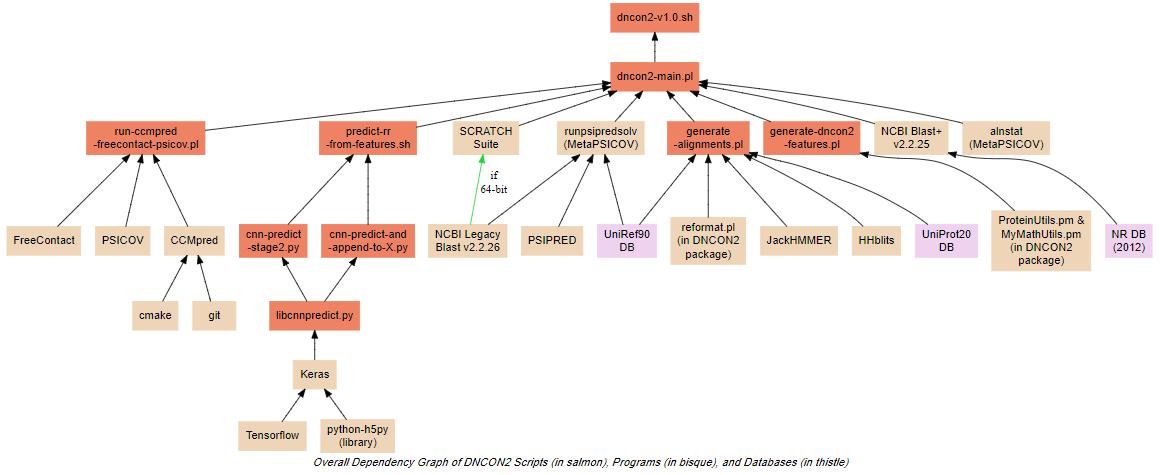 dncon2-v1.0.sh
dncon2-main.pl
run-ccmpred
-freecontact-psicov.pl
predict-rr
-from-features.sh
SCRATCH
Suite
runpsipredsolv
(MetaPSICOV)
generate
-alignments.pl
generate-dncon2
-features.pl
NCBI Blast+
v2.2.25
alnstat
(MetaPSICOV)
if
64-bit
FreeContact
PSICOV
CCMpred
cnn-predict
-stage2.py
cnn-predict-and
-append-to-X.py
NCBI Legacy
Blast v2.2.26
PSIPRED
UniRef90
DB
reformat.pl
(in DNCON2
package)
JackHMMER
HHblits
UniProt20
DB
ProteinUtils.pm &
MyMathUtils.pm
(in DNCON2
package)
NR DB
(2012)
cmake
git
libcnnpredict.py
Keras
Tensorflow
python-h5py
(library)
Overall Dependency Graph of DNCON2 Scripts (in salmon), Programs (in bisque), and Databases (in thistle)